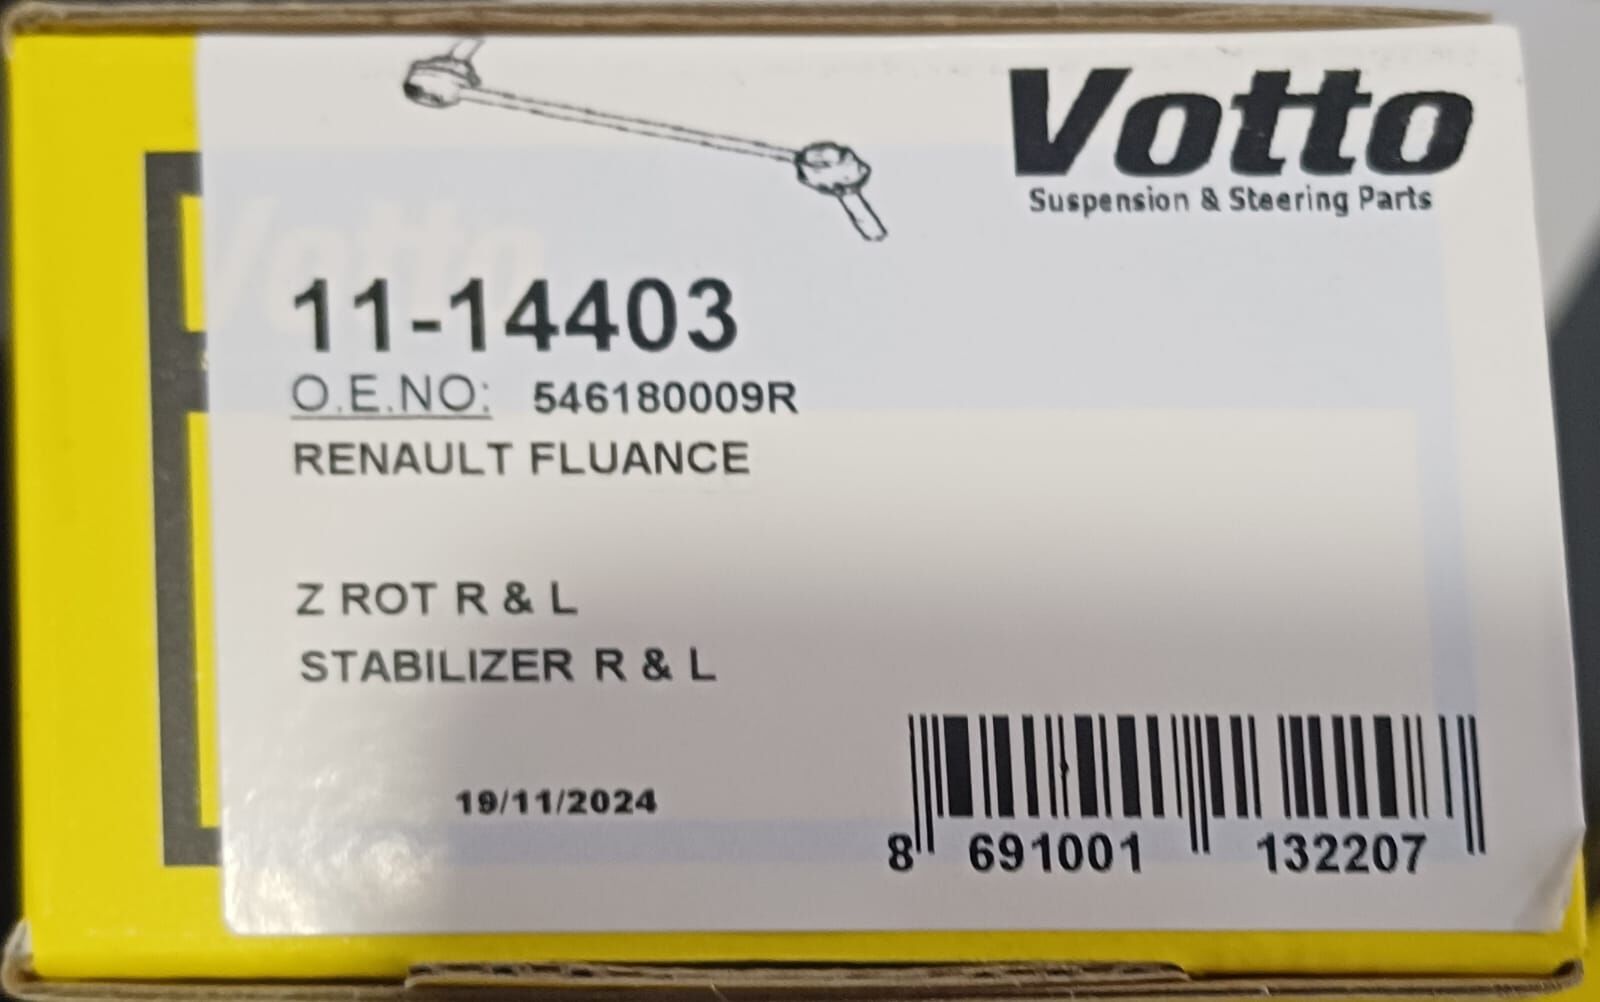 Votto
Suspension & Steering Parts
11-14403
O.E.NO: 546180009R
RENAULT FLUANCE
Z ROT R & L
STABILIZER R & L
19/11/2024
8 691001 132207